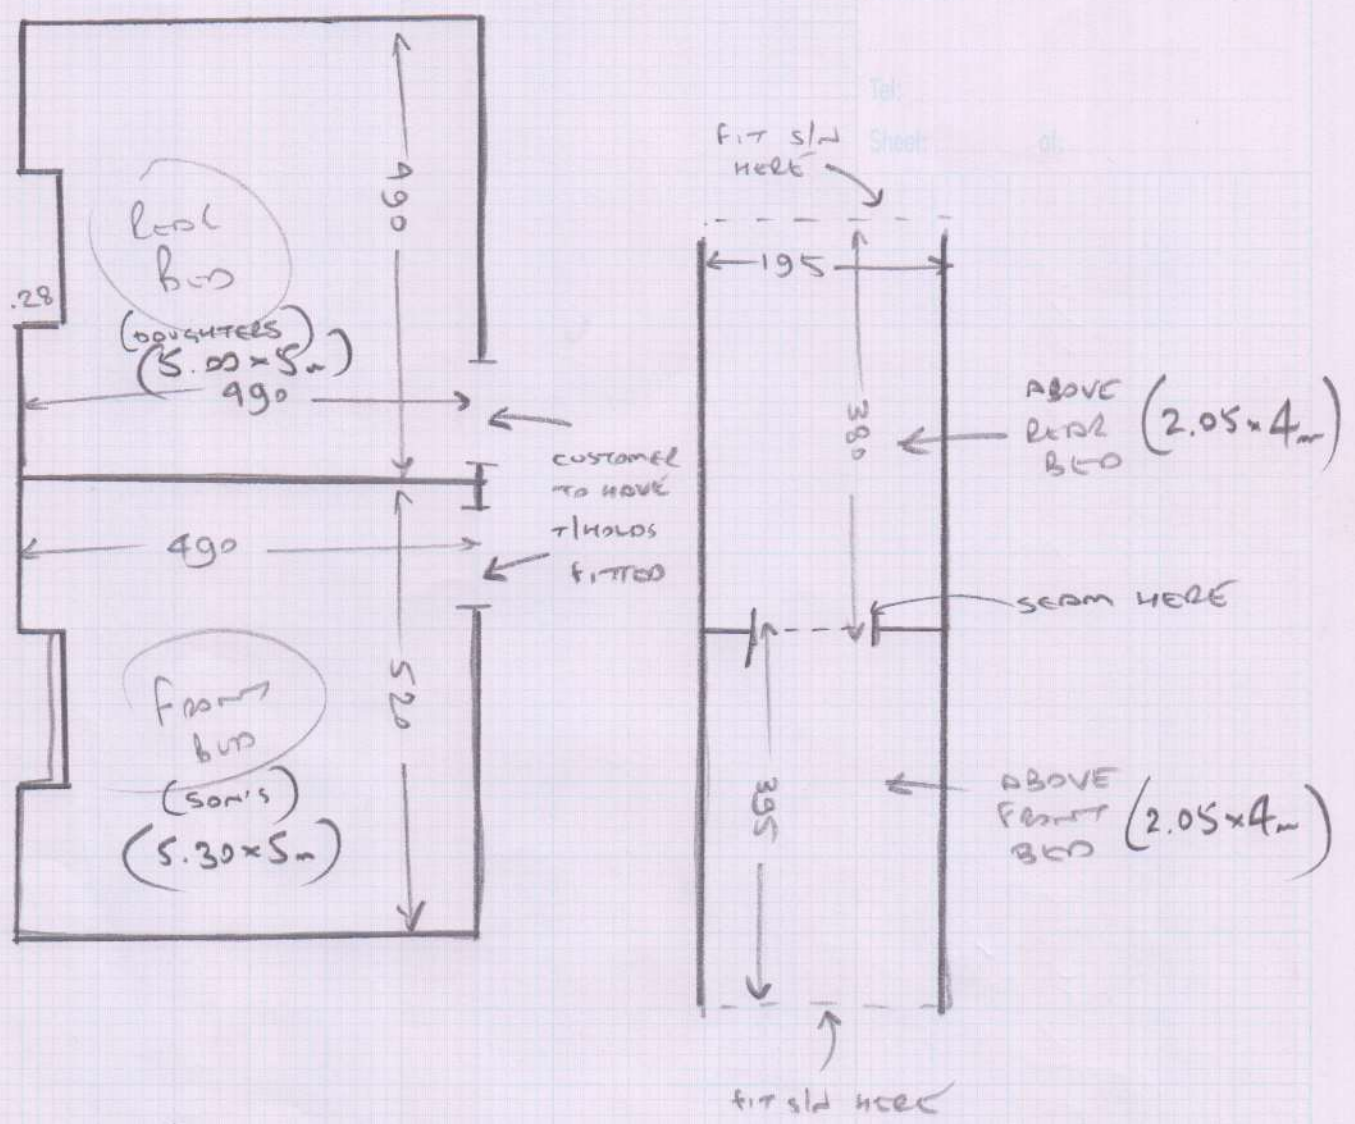 Tel:
Sheet: of:
490
REAR
BED
.28
(DAUGHTERS)
(5.00 x 5m)
490
CUSTOMER
TO HAVE
T/HOLDS
FITTED
490
520
FRONT
BED
(SON'S)
(5.30 x 5m)
FIT S/N
HERE
195
380
ABOVE
REAR
BED
(2.05 x 4m)
SEAM HERE
395
ABOVE
FRONT
BED
(2.05 x 4m)
FIT S/N HERE